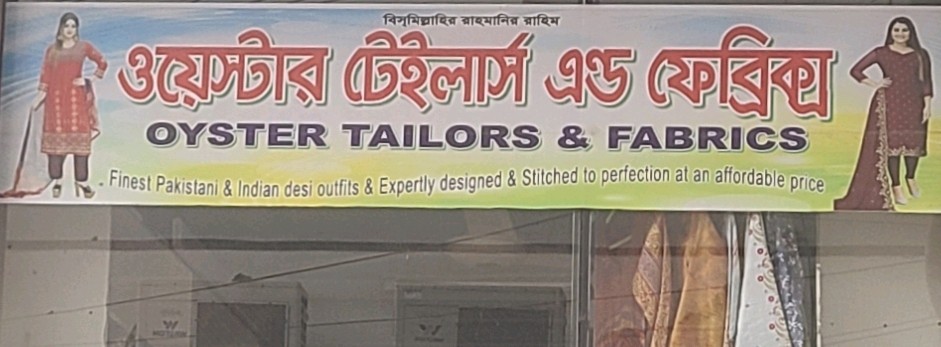 বিসমিল্লাহির রাহমানির রাহিম
ওয়েস্টার টেইলার্স এন্ড ফেব্রিক্স
OYSTER TAILORS & FABRICS
- Finest Pakistani & Indian desi outfits & Expertly designed & Stitched to perfection at an affordable price